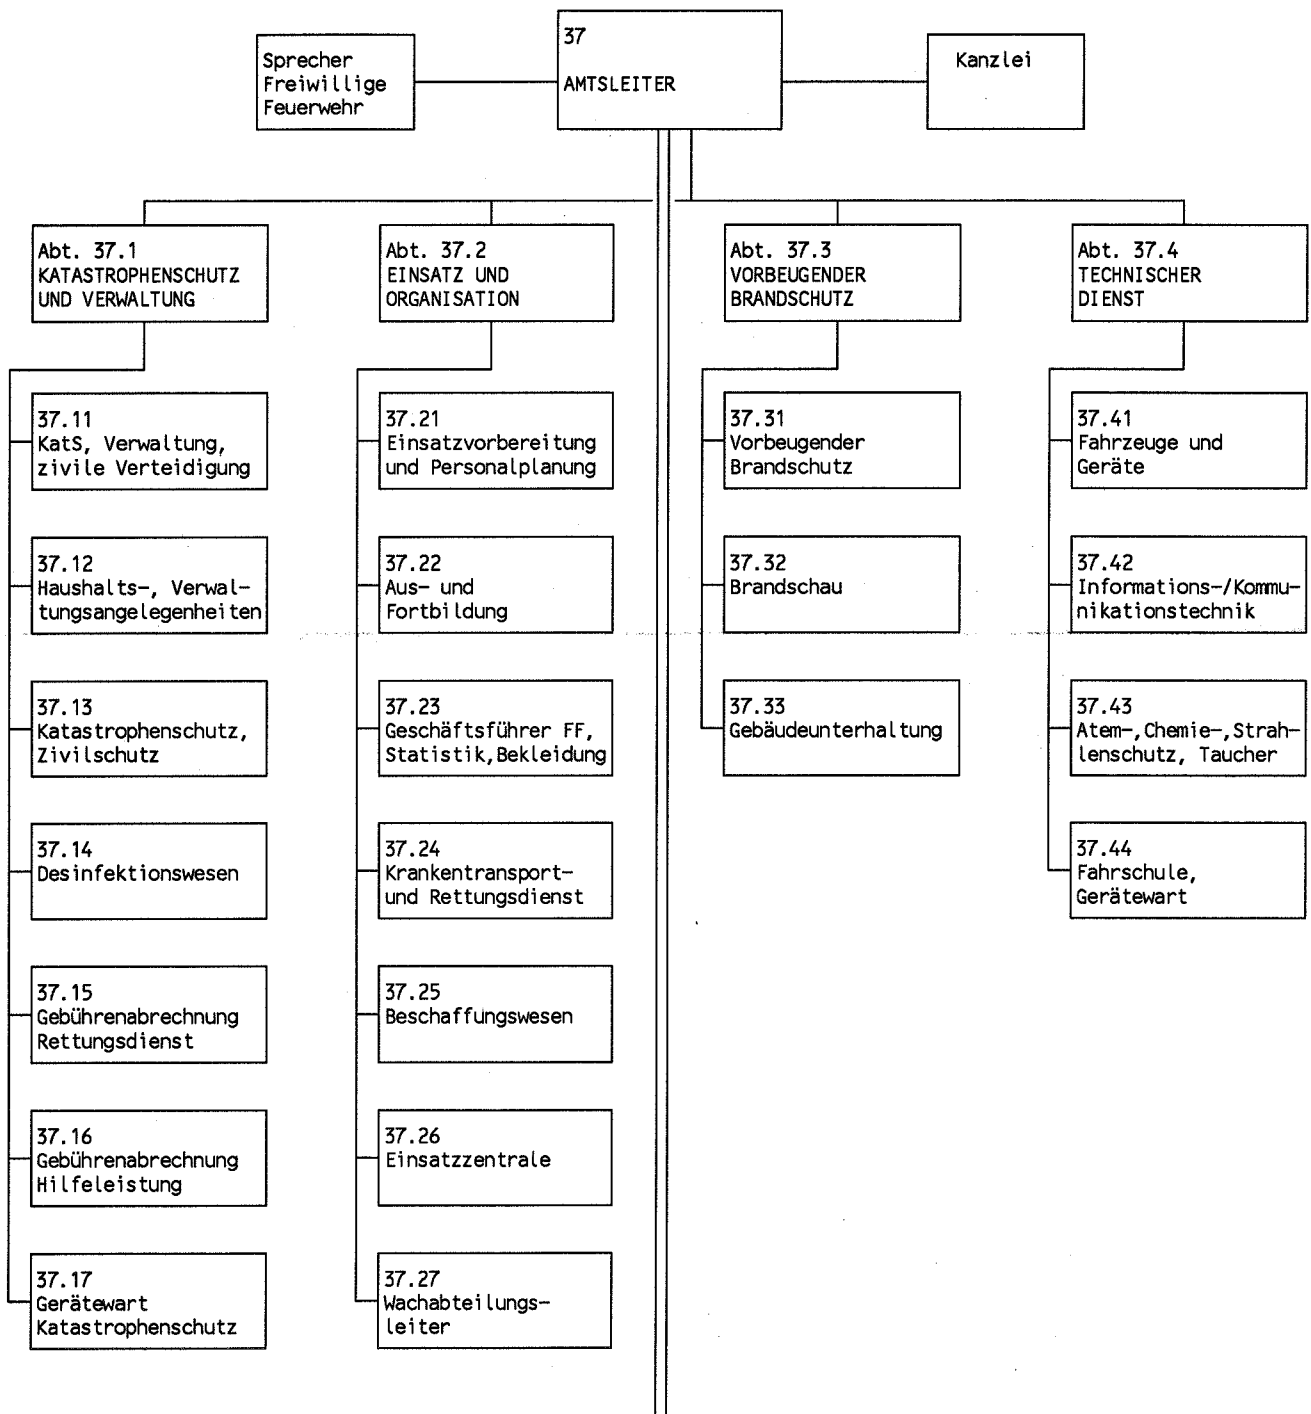 Sprecher
Freiwillige
Feuerwehr
37
AMTSLEITER
Kanzlei
Abt. 37.1
KATASTROPHENSCHUTZ
UND VERWALTUNG
Abt. 37.2
EINSATZ UND
ORGANISATION
Abt. 37.3
VORBEUGENDER
BRANDSCHUTZ
Abt. 37.4
TECHNISCHER
DIENST
37.11
KatS, Verwaltung,
zivile Verteidigung
37.12
Haushalts-, Verwal-
tungsangelegenheiten
37.13
Katastrophenschutz,
Zivilschutz
37.14
Desinfektionswesen
37.15
Gebührenabrechnung
Rettungsdienst
37.16
Gebührenabrechnung
Hilfeleistung
37.17
Gerätewart
Katastrophenschutz
37.21
Einsatzvorbereitung
und Personalplanung
37.22
Aus- und
Fortbildung
37.23
Geschäftsführer FF,
Statistik,Bekleidung
37.24
Krankentransport-
und Rettungsdienst
37.25
Beschaffungswesen
37.26
Einsatzzentrale
37.27
Wachabteilungs-
leiter
37.31
Vorbeugender
Brandschutz
37.32
Brandschau
37.33
Gebäudeunterhaltung
37.41
Fahrzeuge und
Geräte
37.42
Informations-/Kommu-
nikationstechnik
37.43
Atem-,Chemie-,Strah-
lenschutz, Taucher
37.44
Fahrschule,
Gerätewart